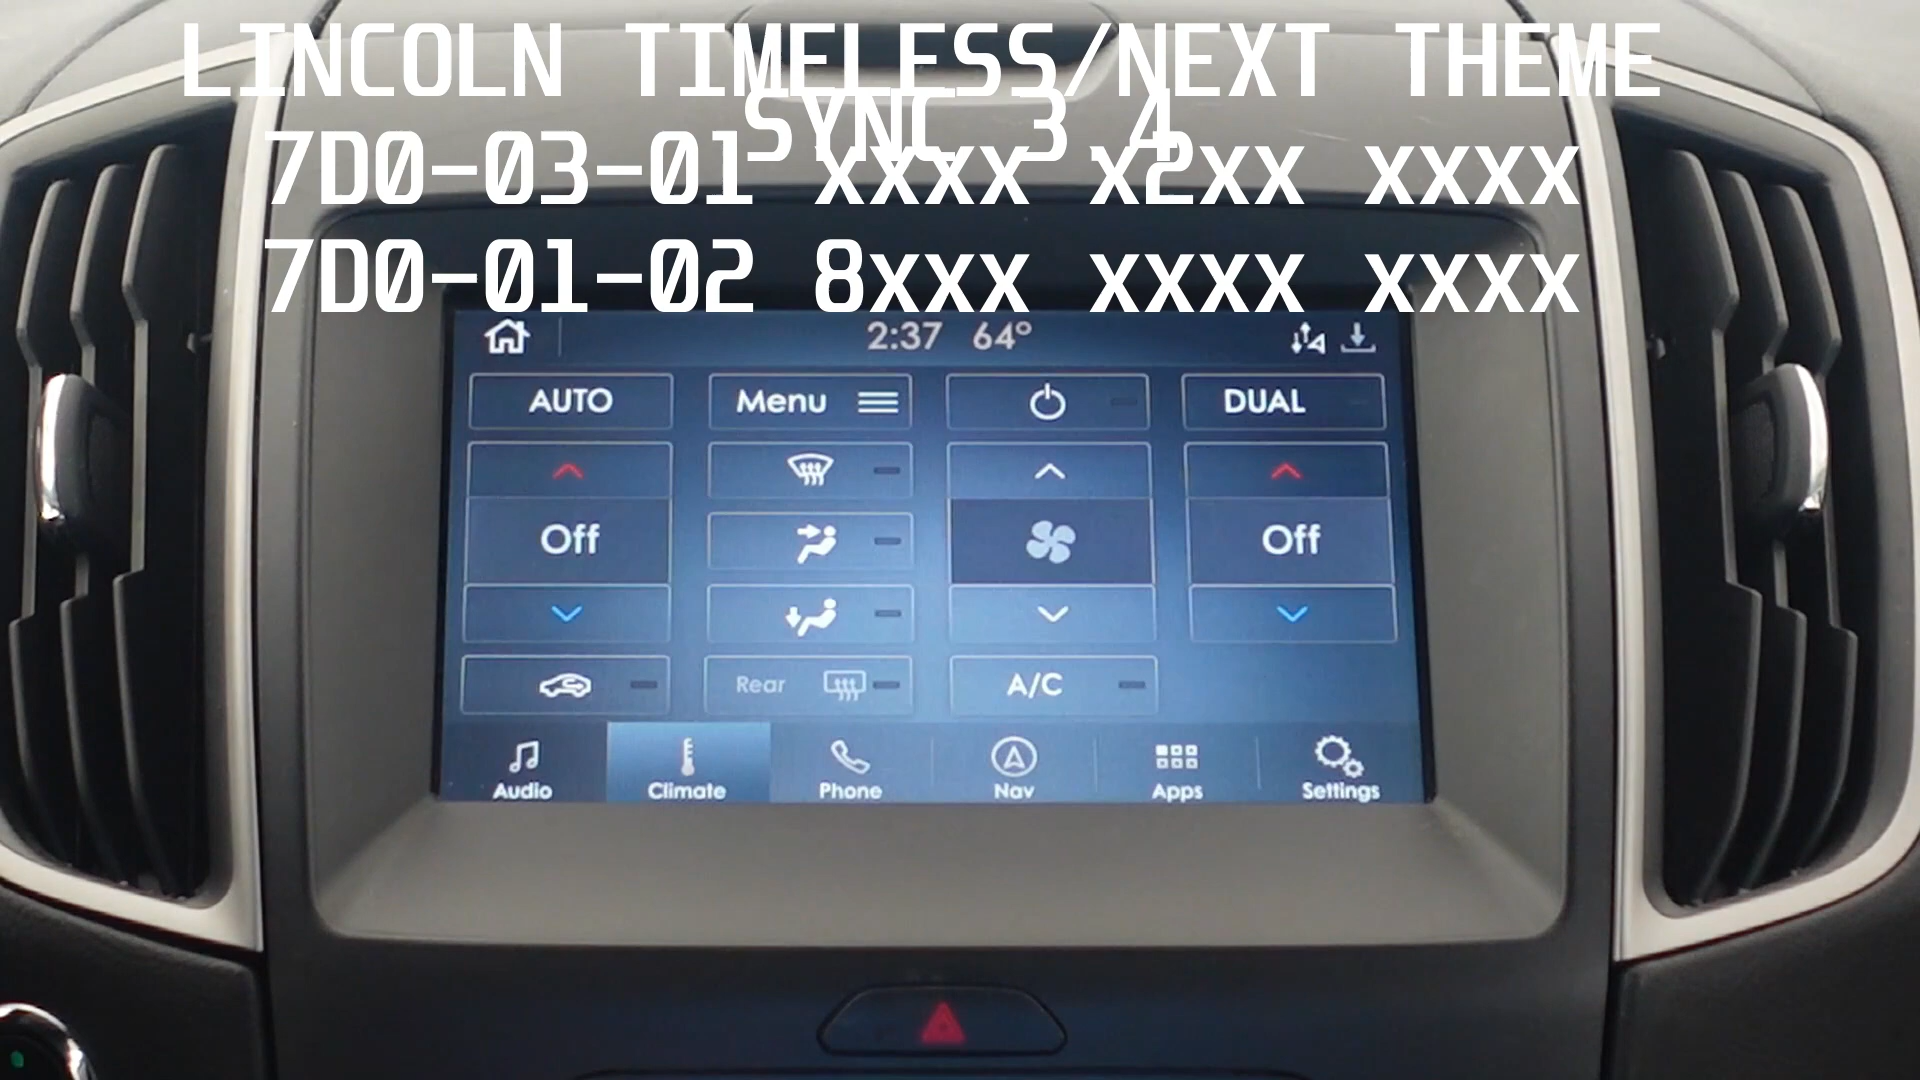 LINCOLN TIMELESS/NEXT THEME
SYNC 3 4
7D0-03-01 xxxx x2xx xxxx
7D0-01-02 8xxx xxxx xxxx
2:37 64°
AUTO Menu DUAL
Off Off
Rear A/C
Audio Climate Phone Nav Apps Settings